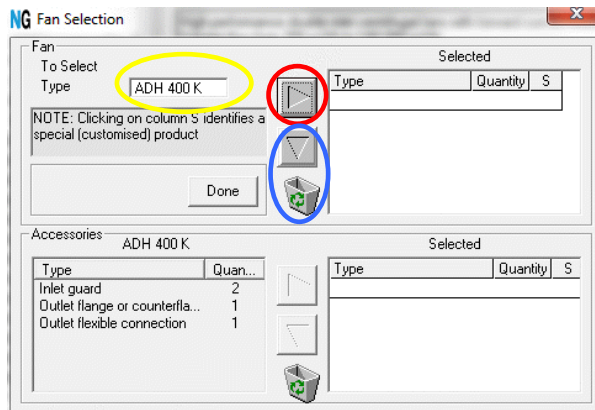 NG Fan Selection
Fan
To Select
Type ADH 400 K
NOTE: Clicking on column S identifies a
special (customised) product
Done
Selected
Type Quantity S
Accessories
ADH 400 K
Type Quan...
Inlet guard 2
Outlet flange or counterfla... 1
Outlet flexible connection 1
Selected
Type Quantity S